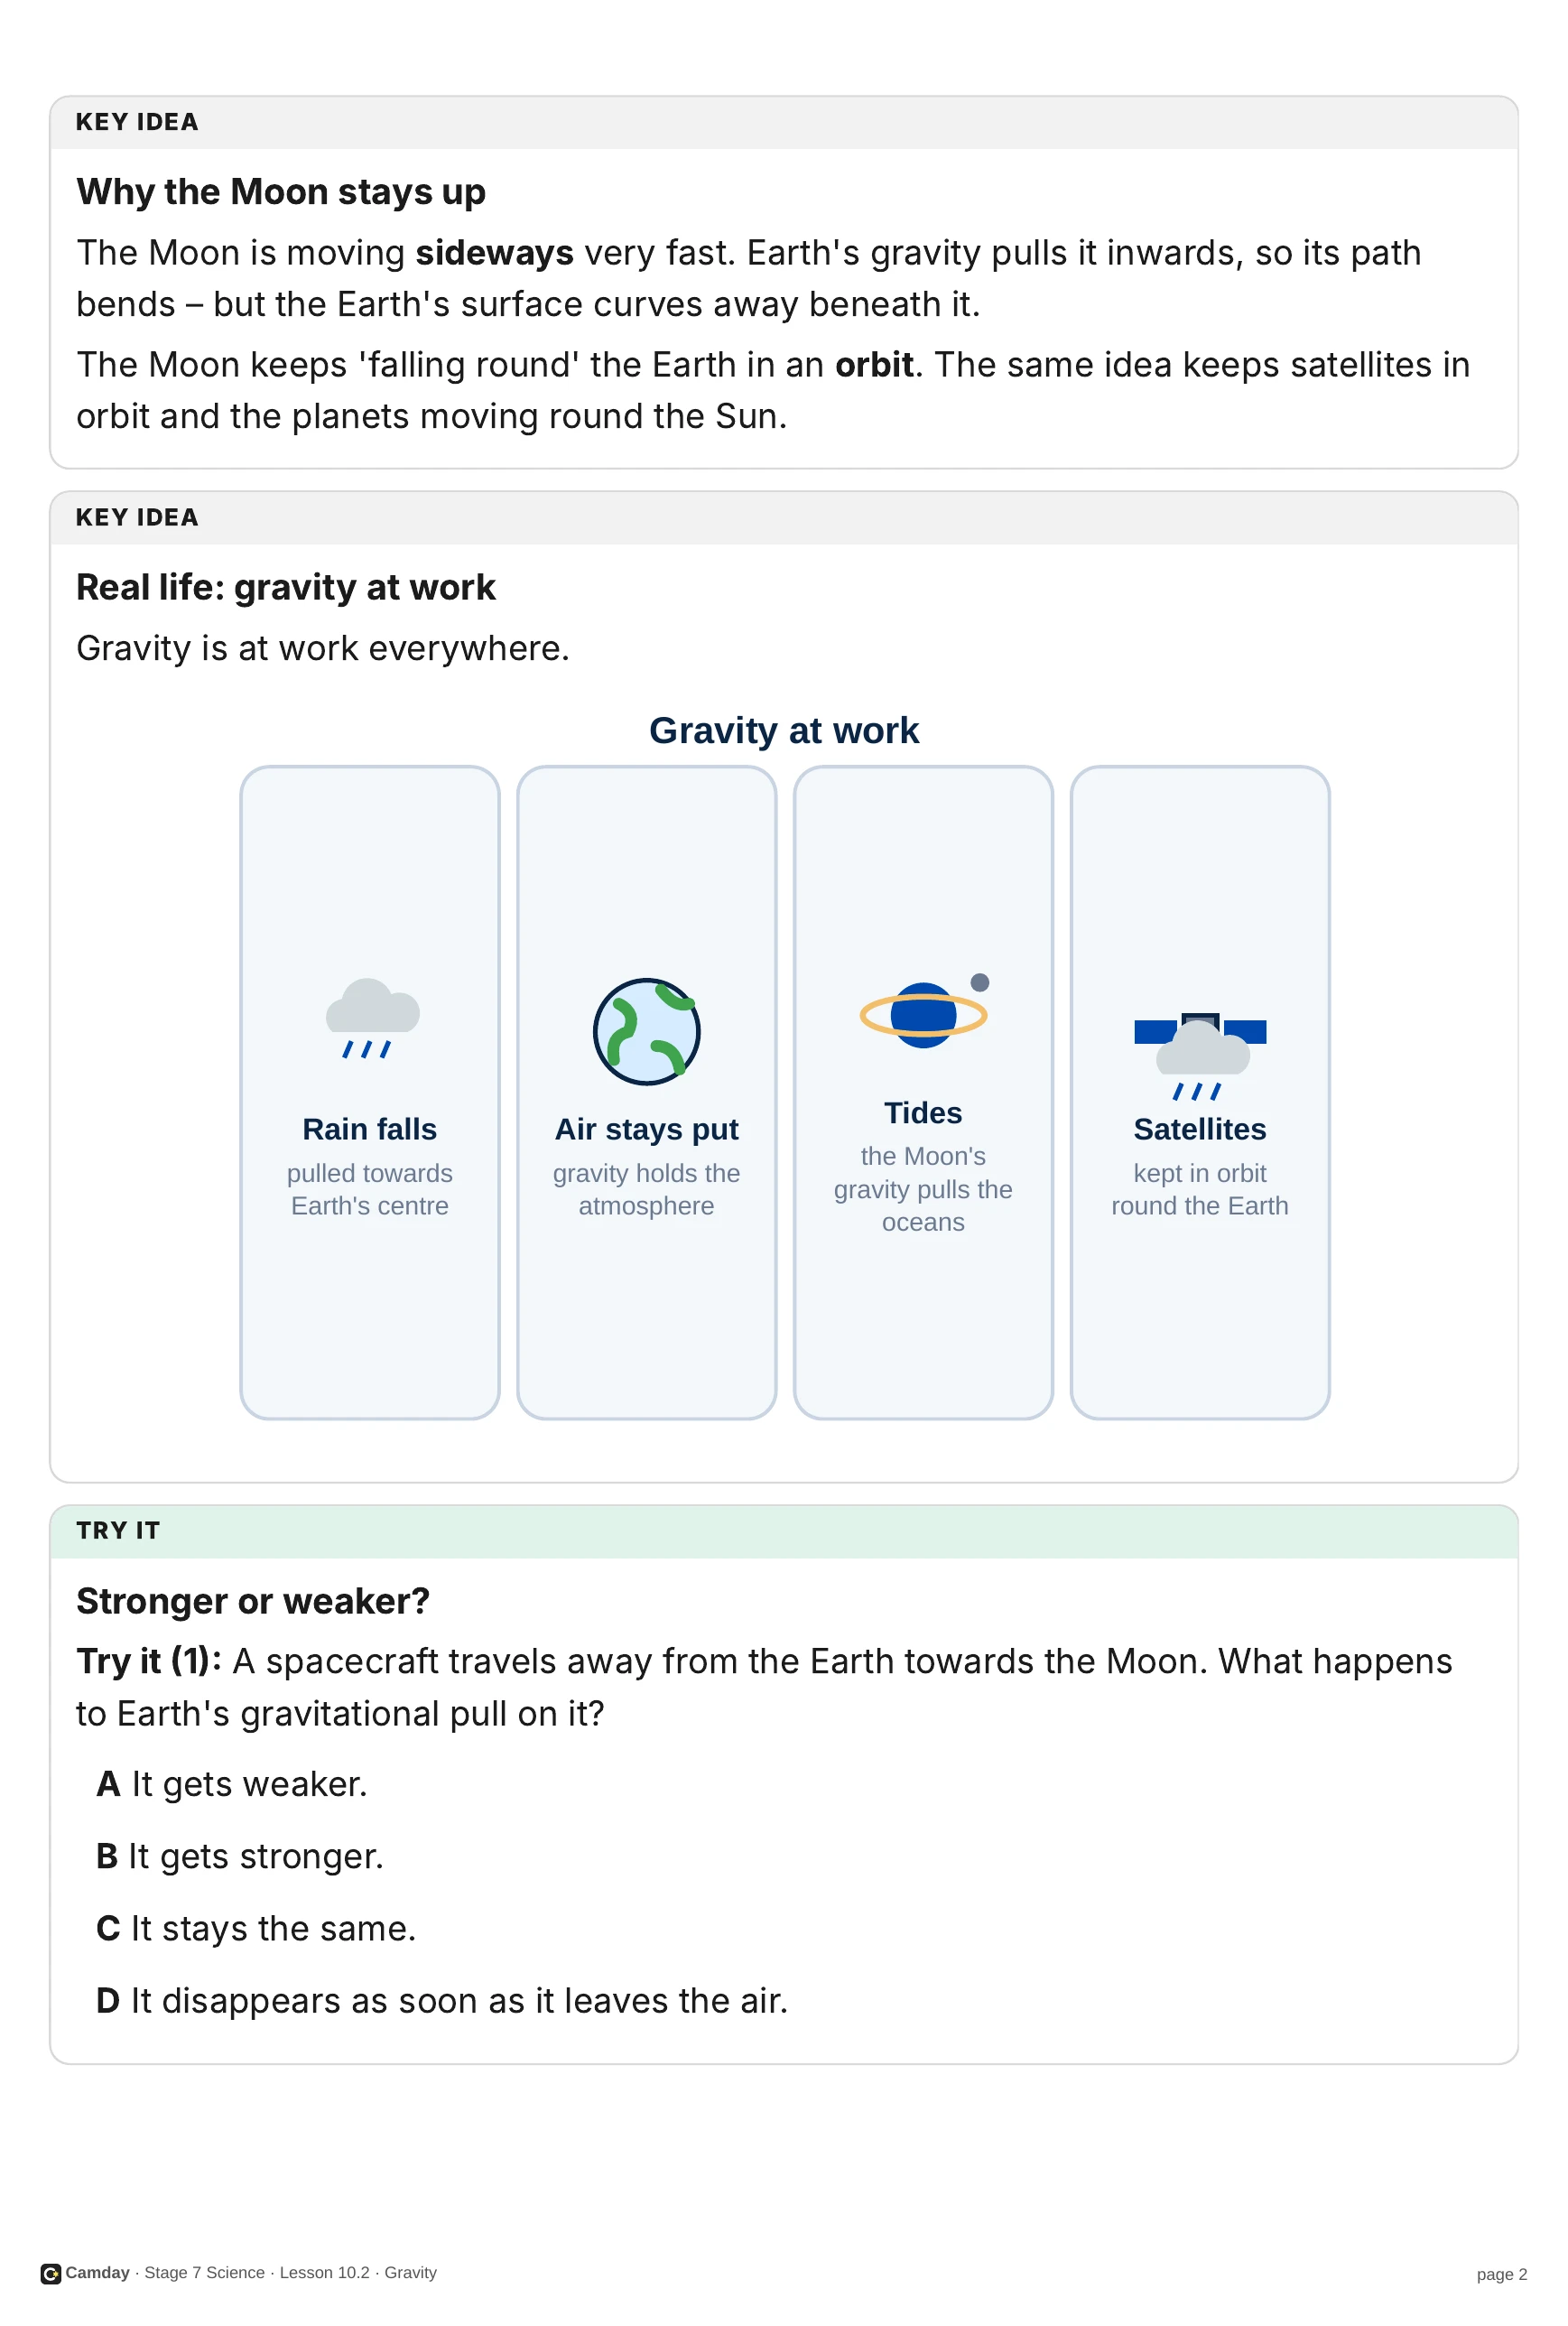 KEY IDEA
Why the Moon stays up
The Moon is moving sideways very fast. Earth's gravity pulls it inwards, so its path
bends – but the Earth's surface curves away beneath it.
The Moon keeps 'falling round' the Earth in an orbit. The same idea keeps satellites in
orbit and the planets moving round the Sun.
KEY IDEA
Real life: gravity at work
Gravity is at work everywhere.
Gravity at work
Rain falls
pulled towards
Earth's centre
Air stays put
gravity holds the
atmosphere
Tides
the Moon's
gravity pulls the
oceans
Satellites
kept in orbit
round the Earth
TRY IT
Stronger or weaker?
Try it (1): A spacecraft travels away from the Earth towards the Moon. What happens
to Earth's gravitational pull on it?
A It gets weaker.
B It gets stronger.
C It stays the same.
D It disappears as soon as it leaves the air.
Camday · Stage 7 Science · Lesson 10.2 · Gravity
page 2